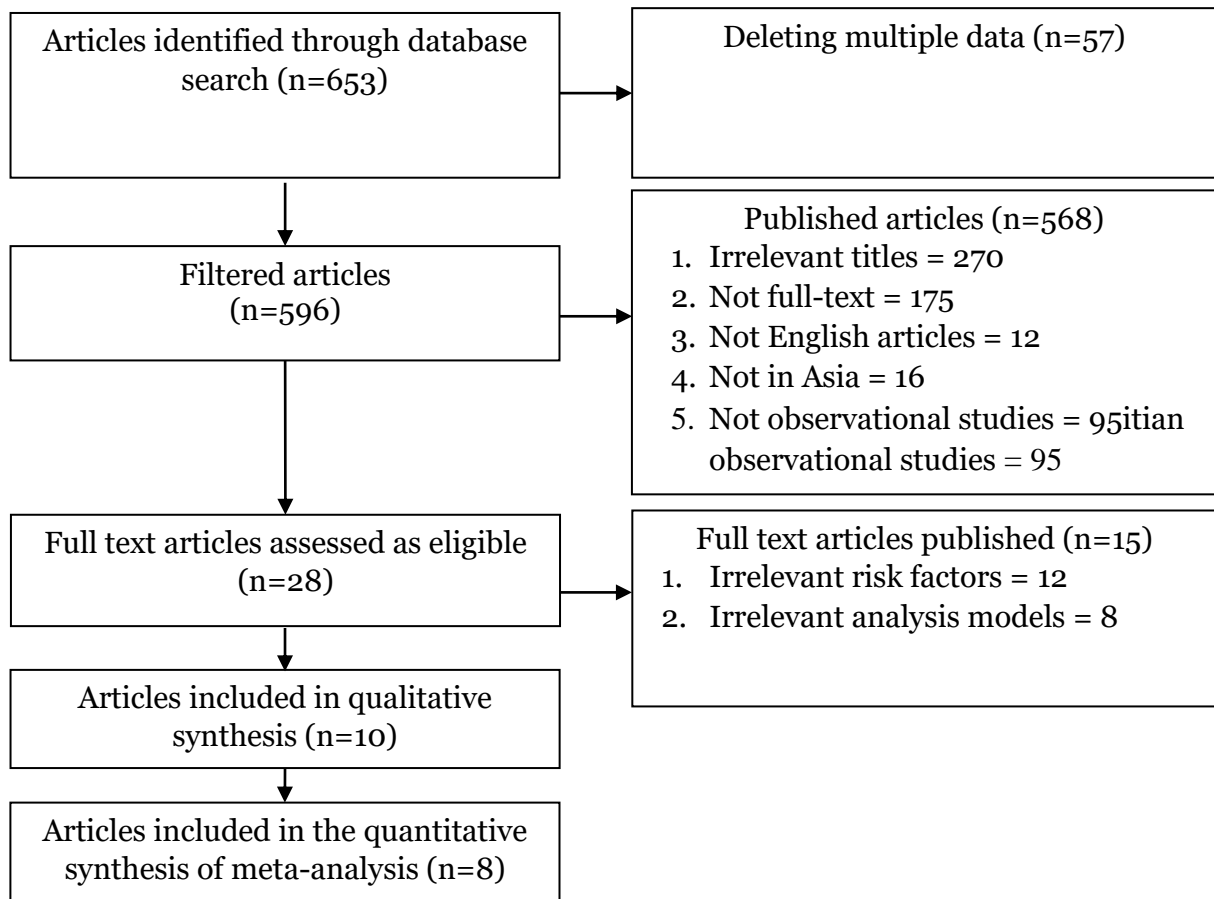 Articles identified through database
search (n=653)
Deleting multiple data (n=57)
Filtered articles
(n=596)
Published articles (n=568)
1. Irrelevant titles = 270
2. Not full-text = 175
3. Not English articles = 12
4. Not in Asia = 16
5. Not observational studies = 95itian
observational studies = 95
Full text articles assessed as eligible
(n=28)
Full text articles published (n=15)
1. Irrelevant risk factors = 12
2. Irrelevant analysis models = 8
Articles included in qualitative
synthesis (n=10)
Articles included in the quantitative
synthesis of meta-analysis (n=8)